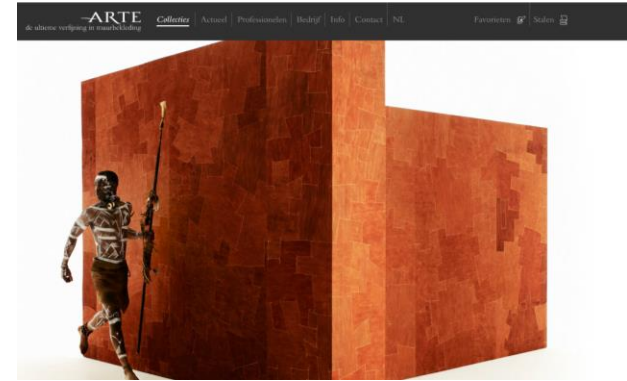 ARTE
de ultieme verfijning in muurbekleding
Collecties Actueel Professionelen Bedrijf Info Contact NL Favorieten Stalen